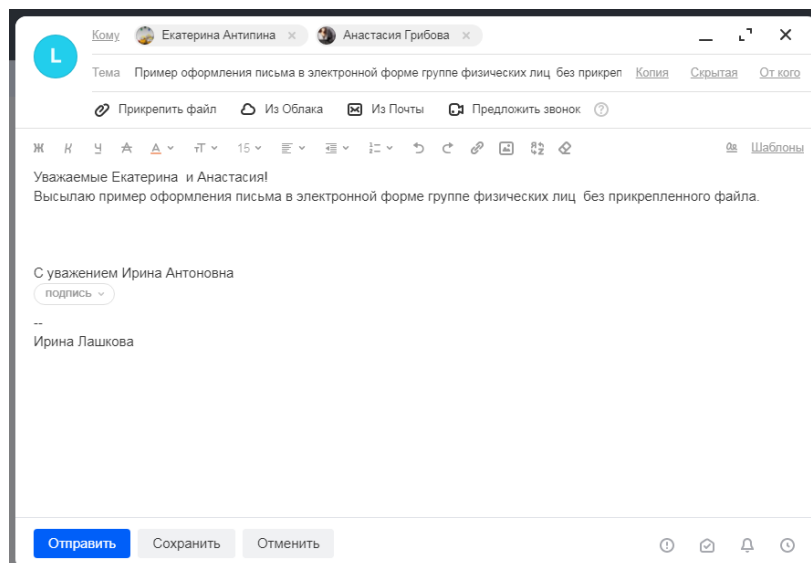 L
Кому Екатерина Антипина × Анастасия Грибова ×
Тема Пример оформления письма в электронной форме группе физических лиц без прикреп Копия Скрытая От кого
Прикрепить файл Из Облака Из Почты Предложить звонок ?
Ж К Ч А А тТ 15 Шаблоны
Уважаемые Екатерина и Анастасия!
Высылаю пример оформления письма в электронной форме группе физических лиц без прикрепленного файла.
С уважением Ирина Антоновна
подпись
--
Ирина Лашкова
Отправить Сохранить Отменить